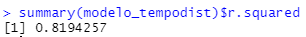 > summary(modelo_tempodist)$r.squared
[1] 0.8194257